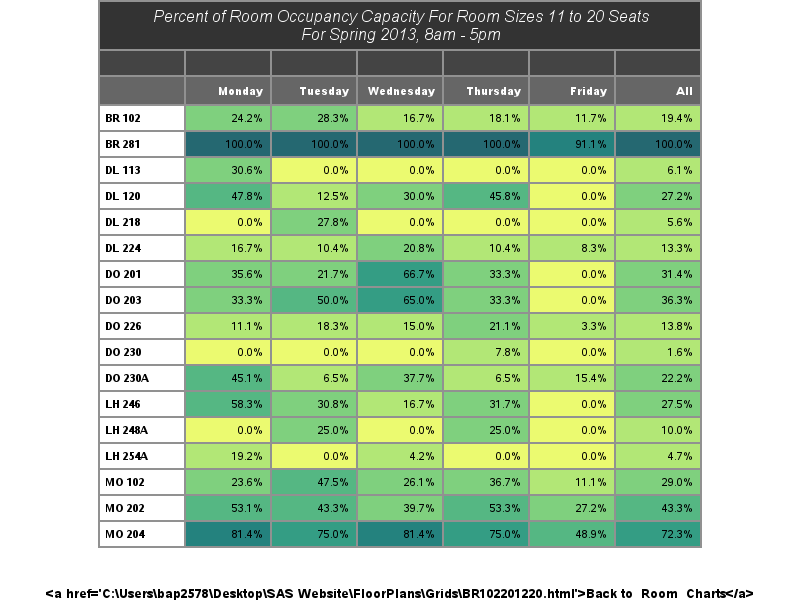 Percent of Room Occupancy Capacity For Room Sizes 11 to 20 Seats
For Spring 2013, 8am - 5pm
Monday Tuesday Wednesday Thursday Friday All
BR 102 24.2% 28.3% 16.7% 18.1% 11.7% 19.4%
BR 281 100.0% 100.0% 100.0% 100.0% 91.1% 100.0%
DL 113 30.6% 0.0% 0.0% 0.0% 0.0% 6.1%
DL 120 47.8% 12.5% 30.0% 45.8% 0.0% 27.2%
DL 218 0.0% 27.8% 0.0% 0.0% 0.0% 5.6%
DL 224 16.7% 10.4% 20.8% 10.4% 8.3% 13.3%
DO 201 35.6% 21.7% 66.7% 33.3% 0.0% 31.4%
DO 203 33.3% 50.0% 65.0% 33.3% 0.0% 36.3%
DO 226 11.1% 18.3% 15.0% 21.1% 3.3% 13.8%
DO 230 0.0% 0.0% 0.0% 7.8% 0.0% 1.6%
DO 230A 45.1% 6.5% 37.7% 6.5% 15.4% 22.2%
LH 246 58.3% 30.8% 16.7% 31.7% 0.0% 27.5%
LH 248A 0.0% 25.0% 0.0% 25.0% 0.0% 10.0%
LH 254A 19.2% 0.0% 4.2% 0.0% 0.0% 4.7%
MO 102 23.6% 47.5% 26.1% 36.7% 11.1% 29.0%
MO 202 53.1% 43.3% 39.7% 53.3% 27.2% 43.3%
MO 204 81.4% 75.0% 81.4% 75.0% 48.9% 72.3%
<a href='C:\Users\bap2578\Desktop\SAS Website\FloorPlans\Grids\BR102201220.html'>Back to Room Charts</a>